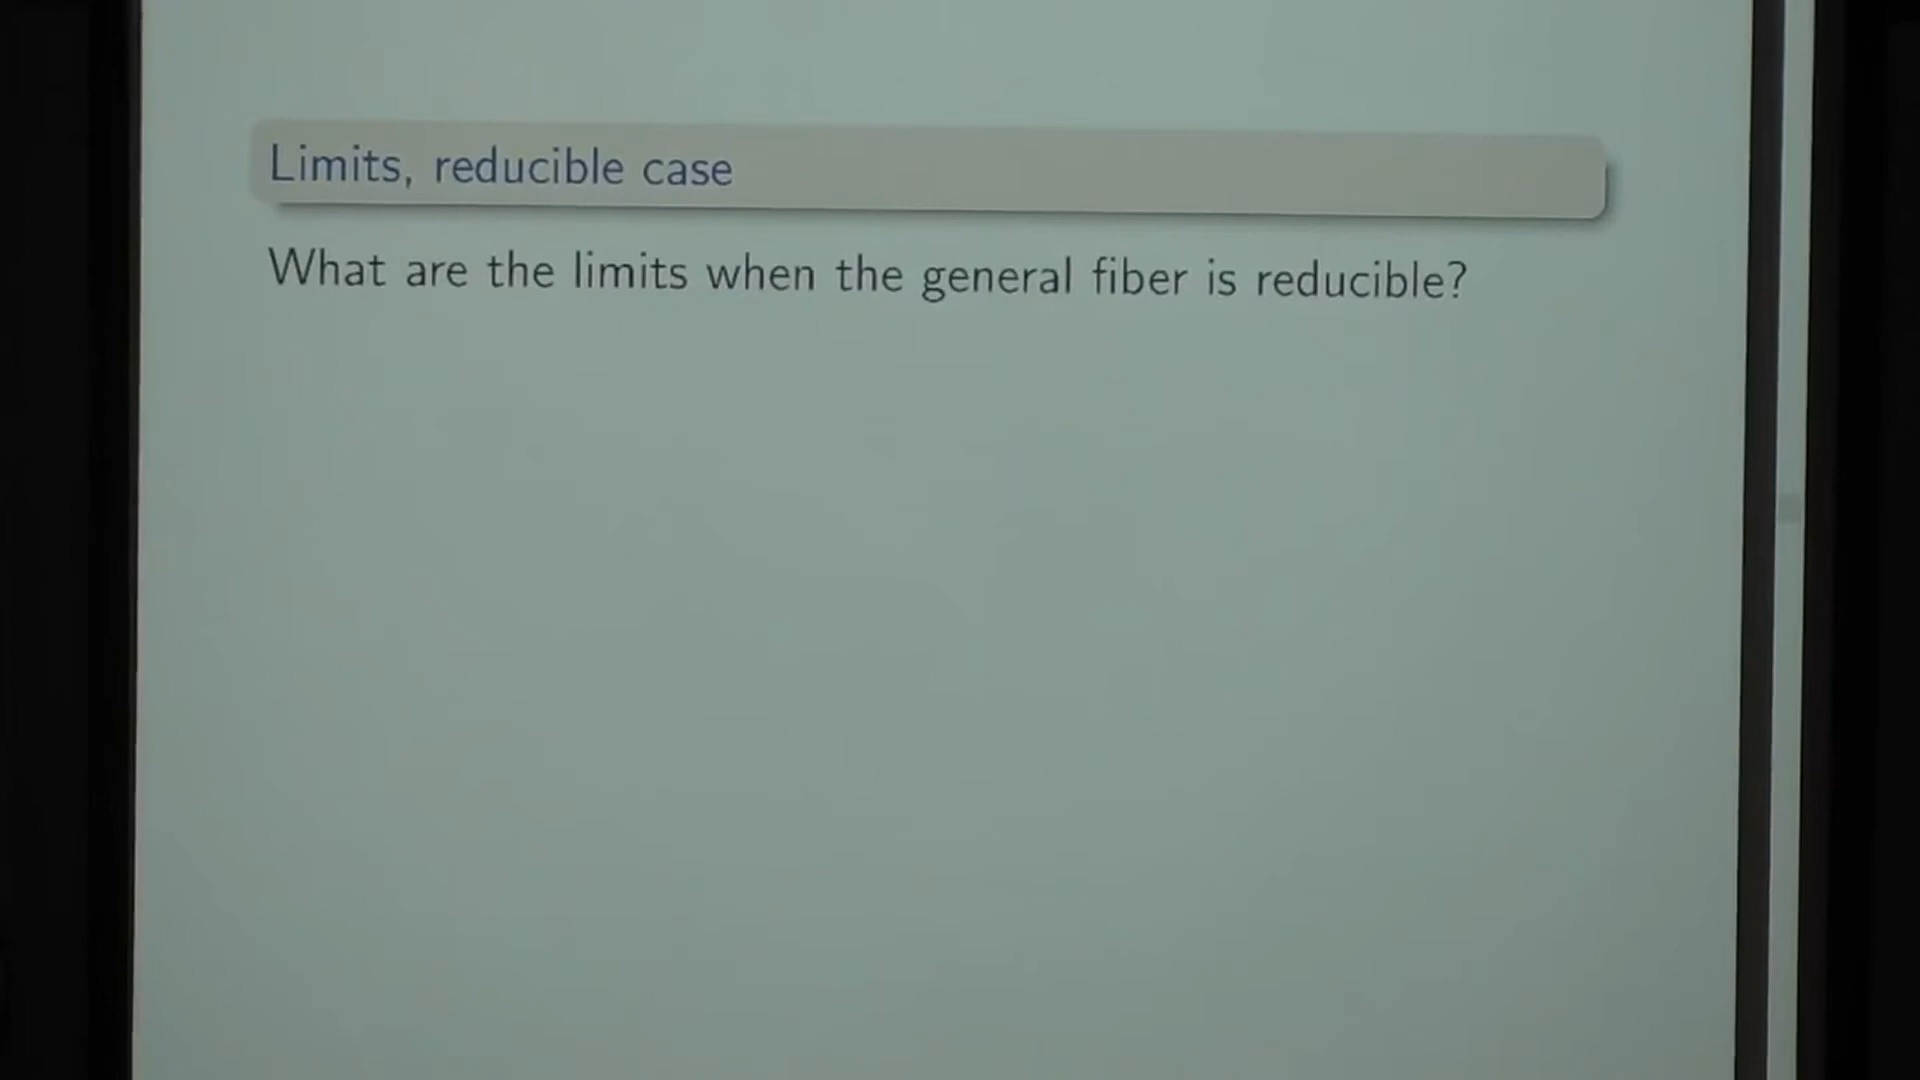 Limits, reducible case
What are the limits when the general fiber is reducible?